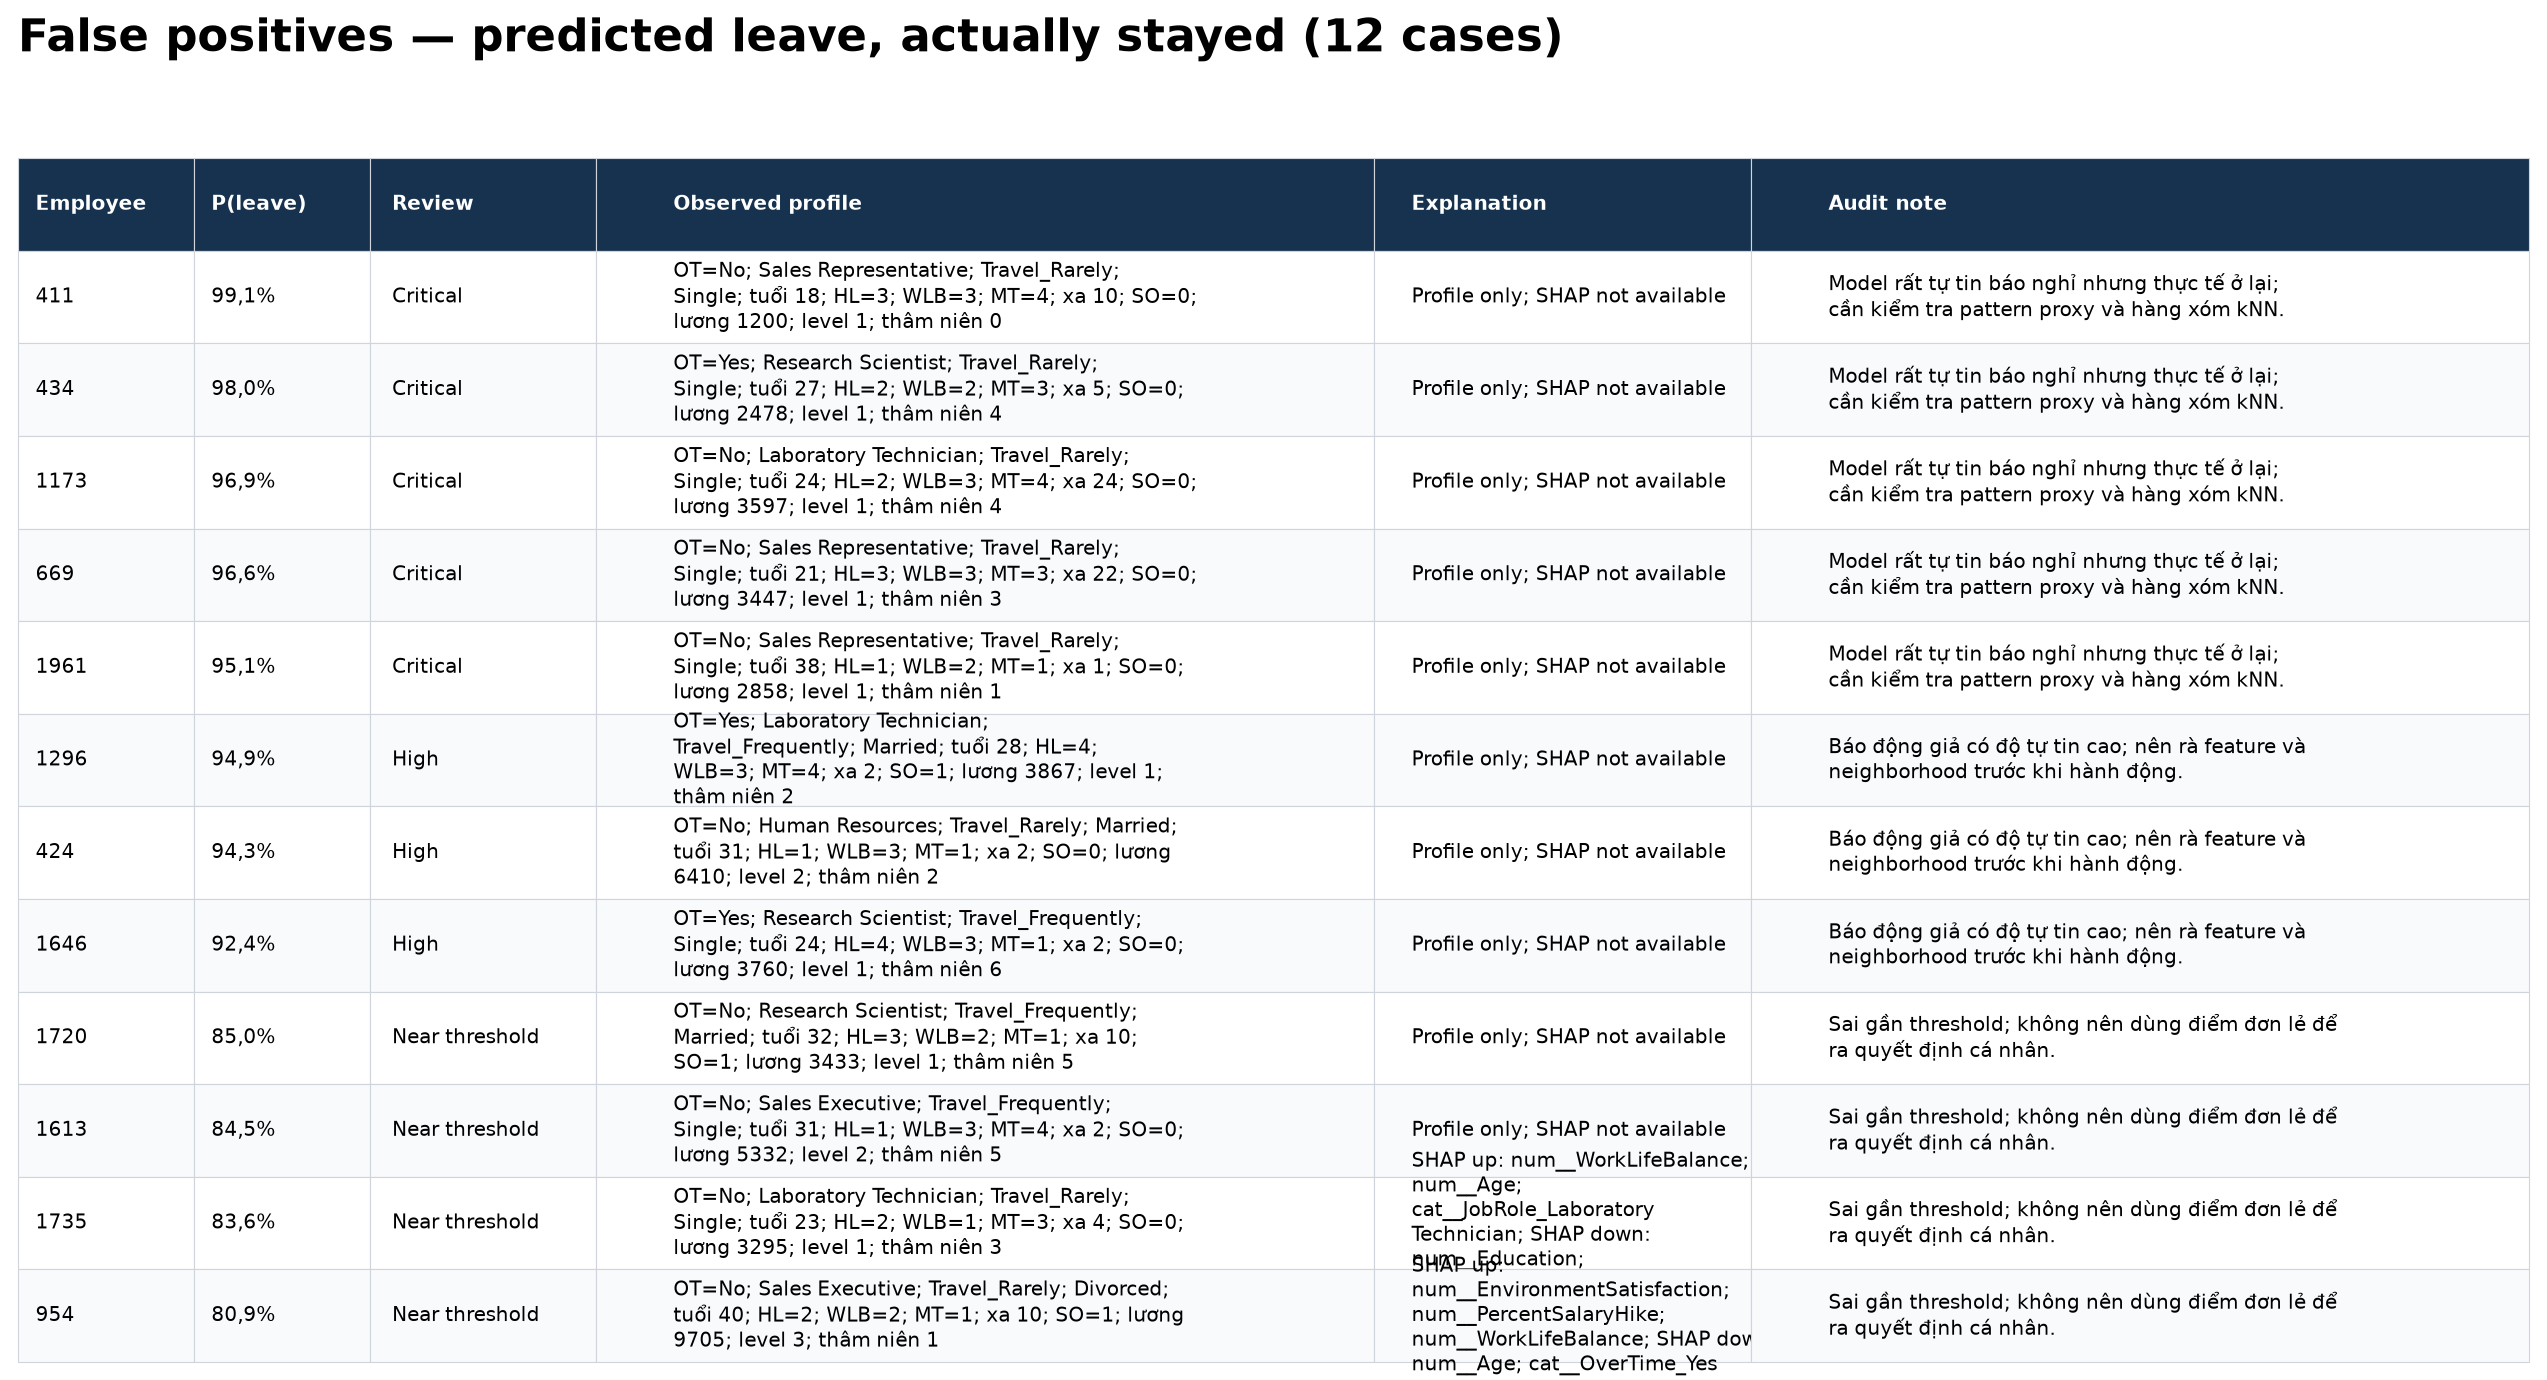 False positives — predicted leave, actually stayed (12 cases)
Employee
P(leave)
Review
Observed profile
Explanation
Audit note
411
99,1%
Critical
OT=No; Sales Representative; Travel_Rarely;
Single; tuổi 18; HL=3; WLB=3; MT=4; xa 10; SO=0;
lương 1200; level 1; thâm niên 0
Profile only; SHAP not available
Model rất tự tin báo nghỉ nhưng thực tế ở lại;
cần kiểm tra pattern proxy và hàng xóm kNN.
434
98,0%
Critical
OT=Yes; Research Scientist; Travel_Rarely;
Single; tuổi 27; HL=2; WLB=2; MT=3; xa 5; SO=0;
lương 2478; level 1; thâm niên 4
Profile only; SHAP not available
Model rất tự tin báo nghỉ nhưng thực tế ở lại;
cần kiểm tra pattern proxy và hàng xóm kNN.
1173
96,9%
Critical
OT=No; Laboratory Technician; Travel_Rarely;
Single; tuổi 24; HL=2; WLB=3; MT=4; xa 24; SO=0;
lương 3597; level 1; thâm niên 4
Profile only; SHAP not available
Model rất tự tin báo nghỉ nhưng thực tế ở lại;
cần kiểm tra pattern proxy và hàng xóm kNN.
669
96,6%
Critical
OT=No; Sales Representative; Travel_Rarely;
Single; tuổi 21; HL=3; WLB=3; MT=3; xa 22; SO=0;
lương 3447; level 1; thâm niên 3
Profile only; SHAP not available
Model rất tự tin báo nghỉ nhưng thực tế ở lại;
cần kiểm tra pattern proxy và hàng xóm kNN.
1961
95,1%
Critical
OT=No; Sales Representative; Travel_Rarely;
Single; tuổi 38; HL=1; WLB=2; MT=1; xa 1; SO=0;
lương 2858; level 1; thâm niên 1
Profile only; SHAP not available
Model rất tự tin báo nghỉ nhưng thực tế ở lại;
cần kiểm tra pattern proxy và hàng xóm kNN.
1296
94,9%
High
OT=Yes; Laboratory Technician;
Travel_Frequently; Married; tuổi 28; HL=4;
WLB=3; MT=4; xa 2; SO=1; lương 3867; level 1;
thâm niên 2
Profile only; SHAP not available
Báo động giả có độ tự tin cao; nên rà feature và
neighborhood trước khi hành động.
424
94,3%
High
OT=No; Human Resources; Travel_Rarely; Married;
tuổi 31; HL=1; WLB=3; MT=1; xa 2; SO=0; lương
6410; level 2; thâm niên 2
Profile only; SHAP not available
Báo động giả có độ tự tin cao; nên rà feature và
neighborhood trước khi hành động.
1646
92,4%
High
OT=Yes; Research Scientist; Travel_Frequently;
Single; tuổi 24; HL=4; WLB=3; MT=1; xa 2; SO=0;
lương 3760; level 1; thâm niên 6
Profile only; SHAP not available
Báo động giả có độ tự tin cao; nên rà feature và
neighborhood trước khi hành động.
1720
85,0%
Near threshold
OT=No; Research Scientist; Travel_Frequently;
Married; tuổi 32; HL=3; WLB=2; MT=1; xa 10;
SO=1; lương 3433; level 1; thâm niên 5
Profile only; SHAP not available
Sai gần threshold; không nên dùng điểm đơn lẻ để
ra quyết định cá nhân.
1613
84,5%
Near threshold
OT=No; Sales Executive; Travel_Frequently;
Single; tuổi 31; HL=1; WLB=3; MT=4; xa 2; SO=0;
lương 5332; level 2; thâm niên 5
Profile only; SHAP not available
Sai gần threshold; không nên dùng điểm đơn lẻ để
ra quyết định cá nhân.
1735
83,6%
Near threshold
OT=No; Laboratory Technician; Travel_Rarely;
Single; tuổi 23; HL=2; WLB=1; MT=3; xa 4; SO=0;
lương 3295; level 1; thâm niên 3
SHAP up: num__WorkLifeBalance;
num__Age;
cat__JobRole_Laboratory
Technician; SHAP down:
num__Education;
Sai gần threshold; không nên dùng điểm đơn lẻ để
ra quyết định cá nhân.
954
80,9%
Near threshold
OT=No; Sales Executive; Travel_Rarely; Divorced;
tuổi 40; HL=2; WLB=2; MT=1; xa 10; SO=1; lương
9705; level 3; thâm niên 1
SHAP up:
num__EnvironmentSatisfaction;
num__PercentSalaryHike;
num__WorkLifeBalance; SHAP dow
num__Age; cat__OverTime_Yes
Sai gần threshold; không nên dùng điểm đơn lẻ để
ra quyết định cá nhân.